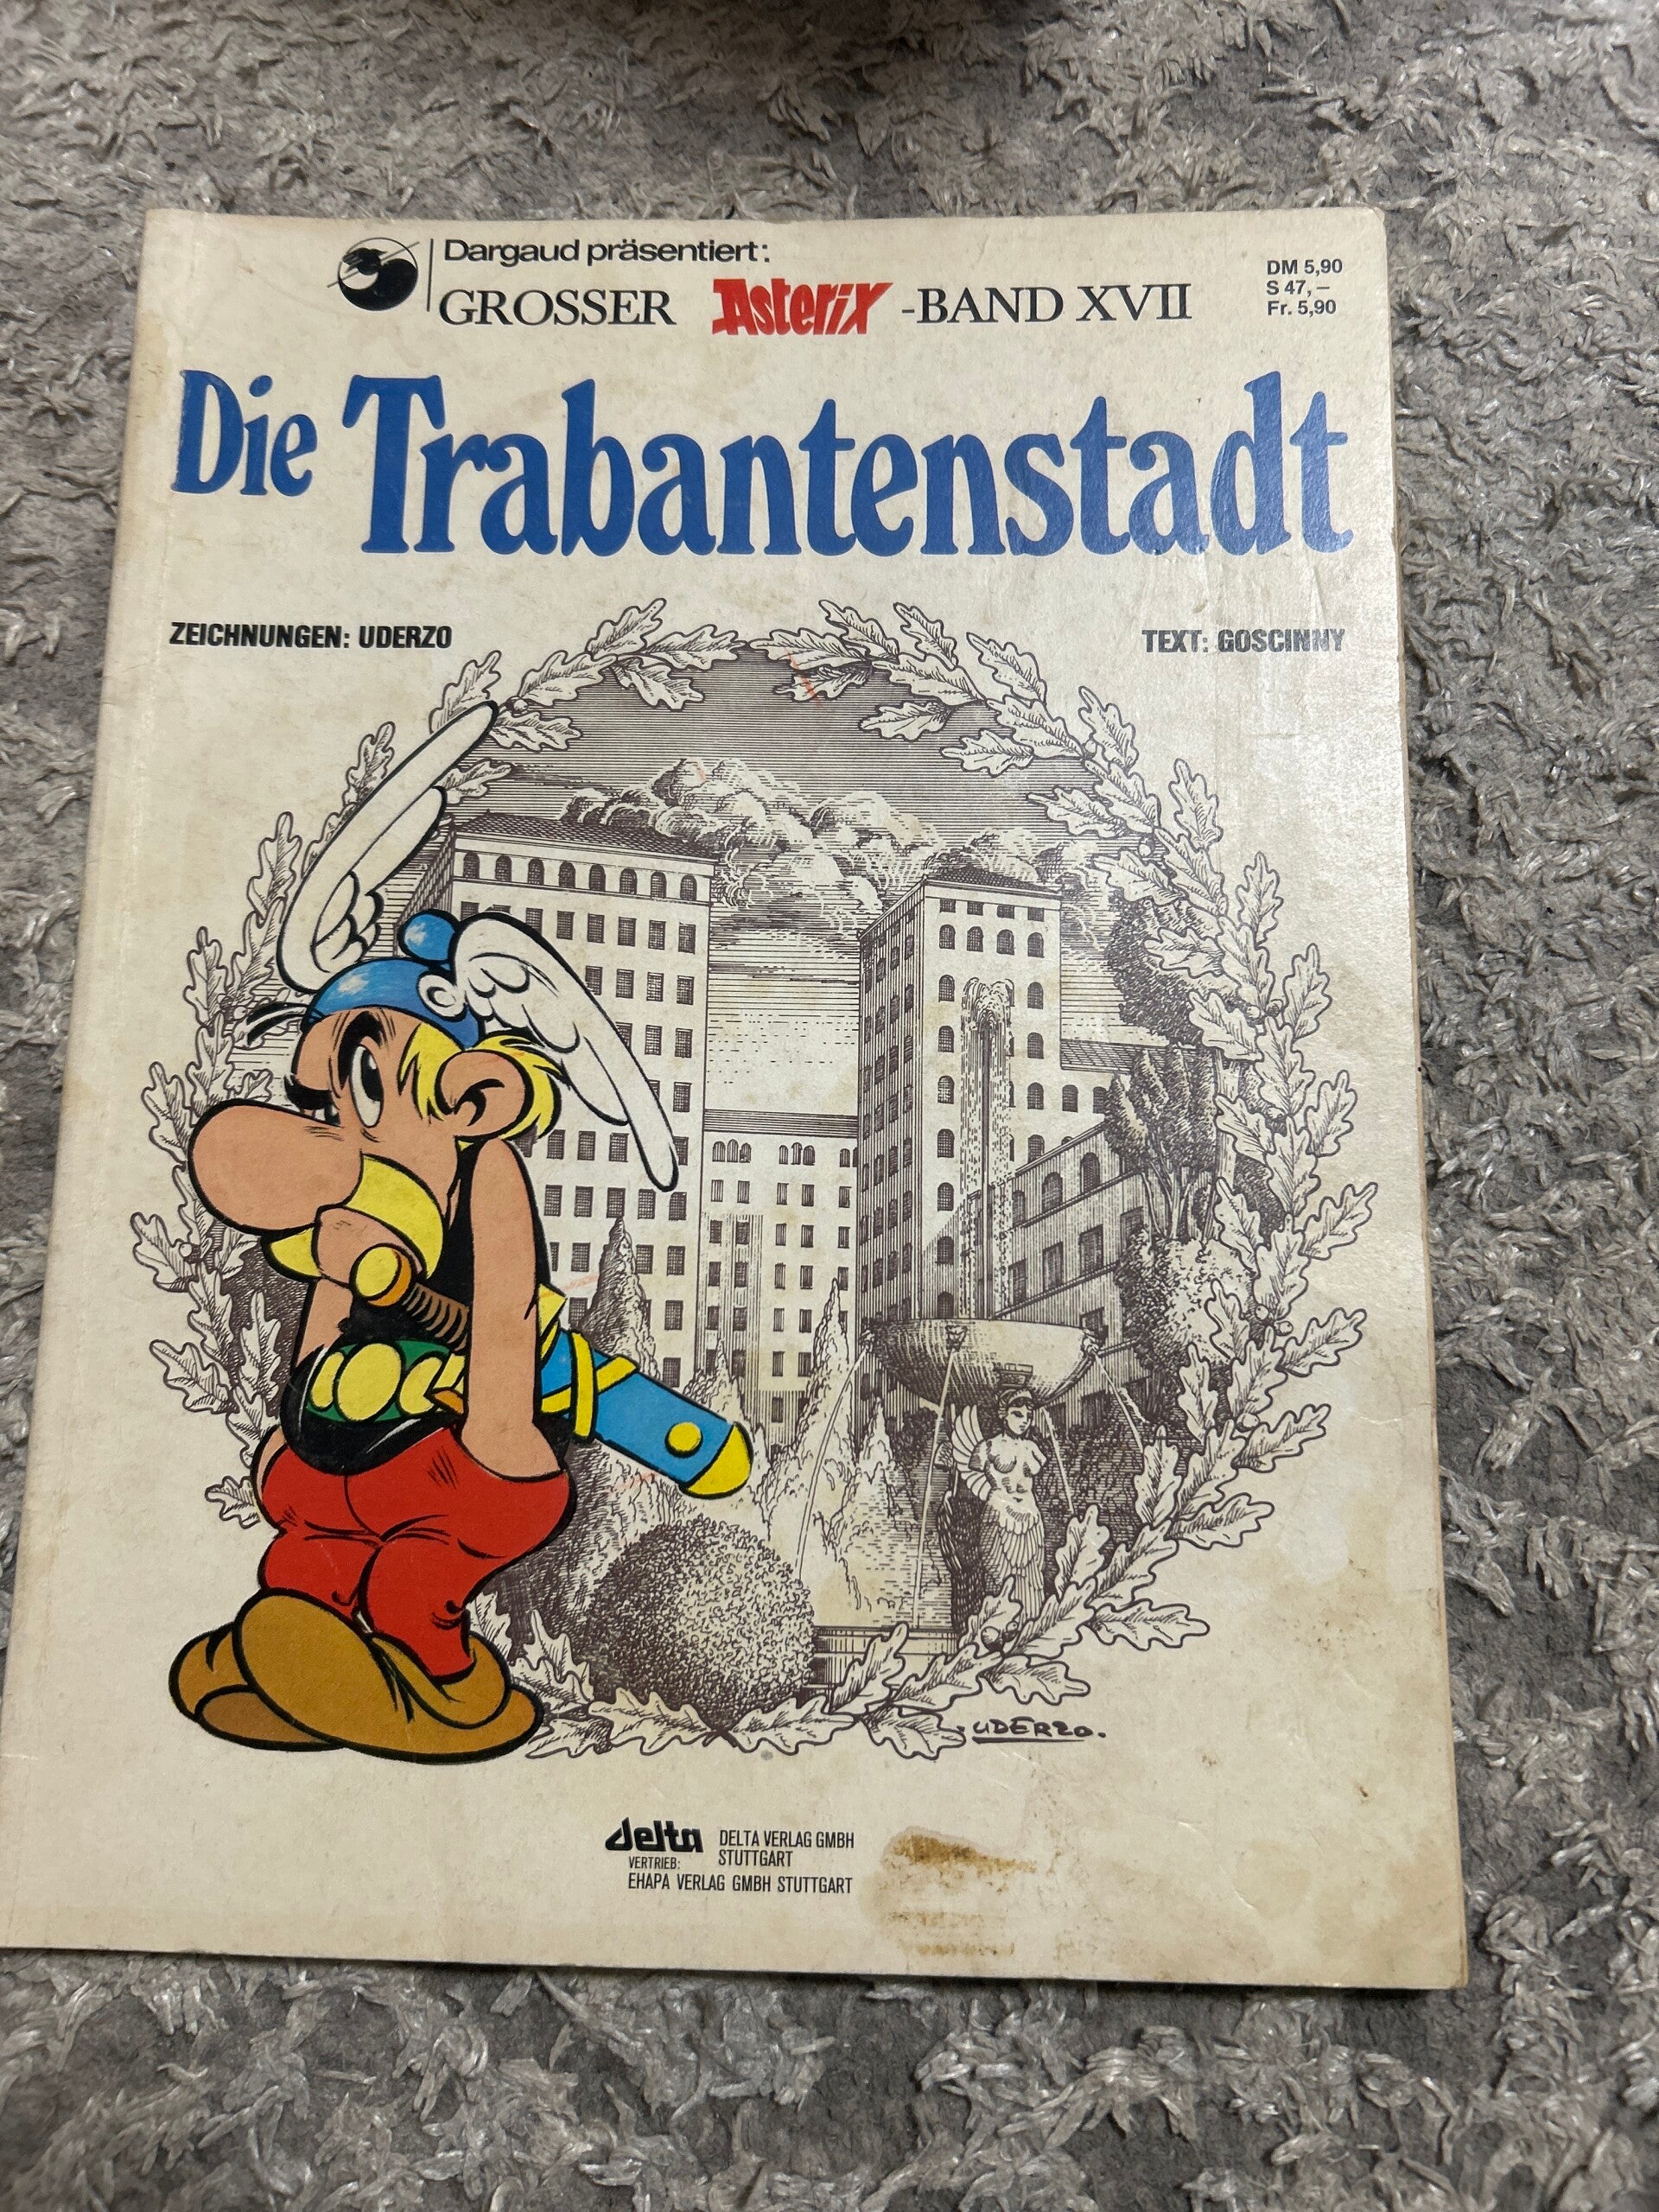 Dargaud präsentiert:
GROSSER Asterix -BAND XVII
DM 5,90
S 47,–
Fr. 5,90
Die Trabantenstadt
ZEICHNUNGEN: UDERZO
TEXT: GOSCINNY
UDERZO.
delta DELTA VERLAG GMBH
STUTTGART
VERTRIEB:
EHAPA VERLAG GMBH STUTTGART